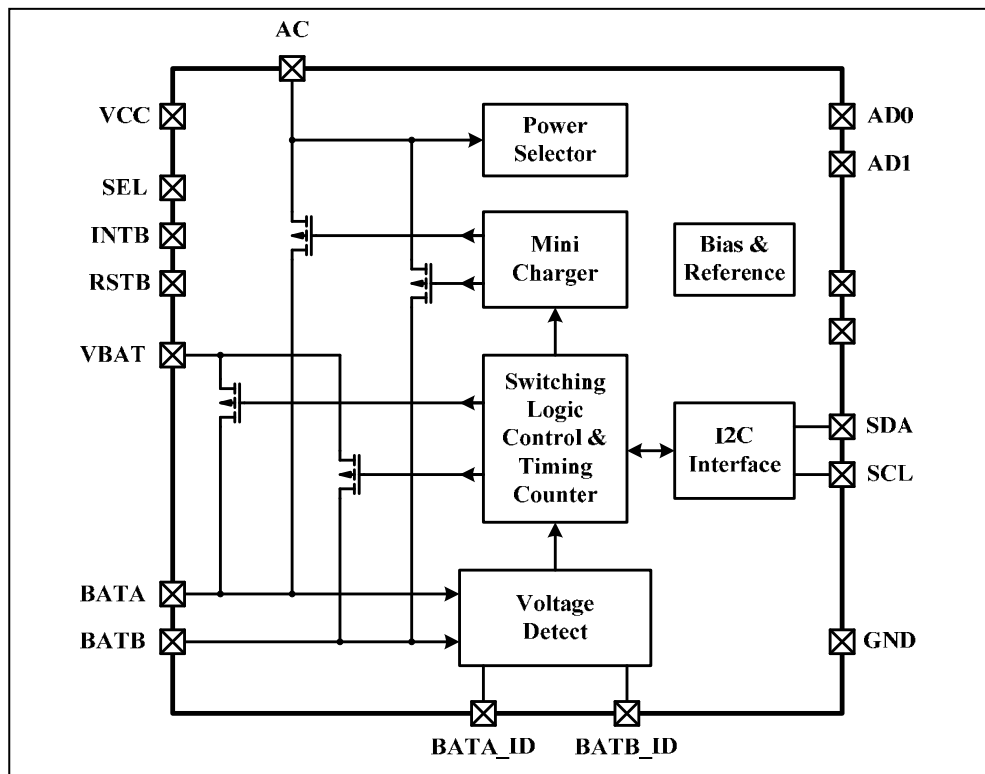 AC
VCC
SEL
INTB
RSTB
VBAT
BATA
BATB
Power
Selector
Mini
Charger
Bias &
Reference
Switching
Logic
Control &
Timing
Counter
I2C
Interface
Voltage
Detect
AD0
AD1
SDA
SCL
GND
BATA_ID
BATB_ID